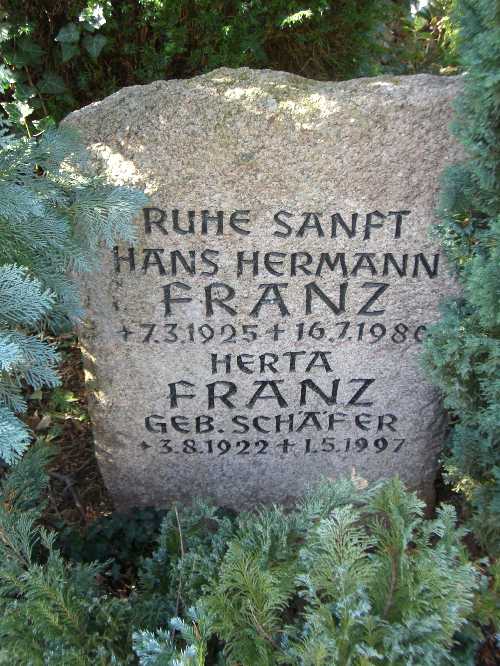 RUHE SANFT
HANS HERMANN
FRANZ
+ 7.3.1925 + 16.7.1980
HERTA
FRANZ
GEB. SCHÄFER
+ 3.8.1922 + 1.5.1997